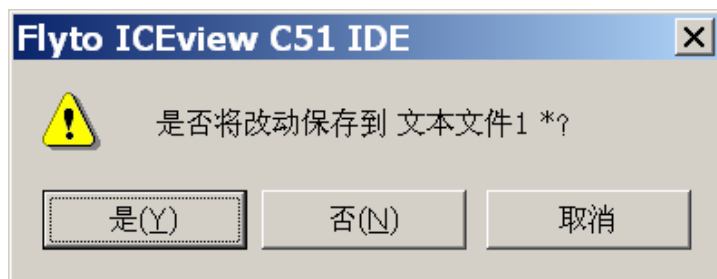 Flyto ICEview C51 IDE
是否将改动保存到 文本文件1 *?
是(Y) 否(N) 取消